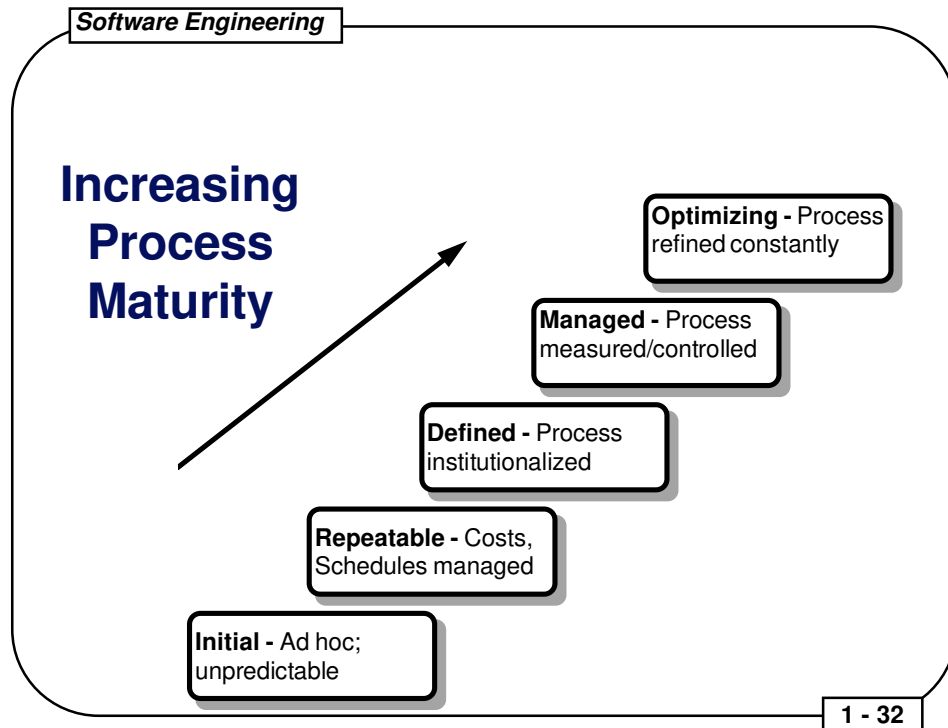 Software Engineering
Increasing
Process
Maturity
Optimizing - Process
refined constantly
Managed - Process
measured/controlled
Defined - Process
institutionalized
Repeatable - Costs,
Schedules managed
Initial - Ad hoc;
unpredictable
1 - 32